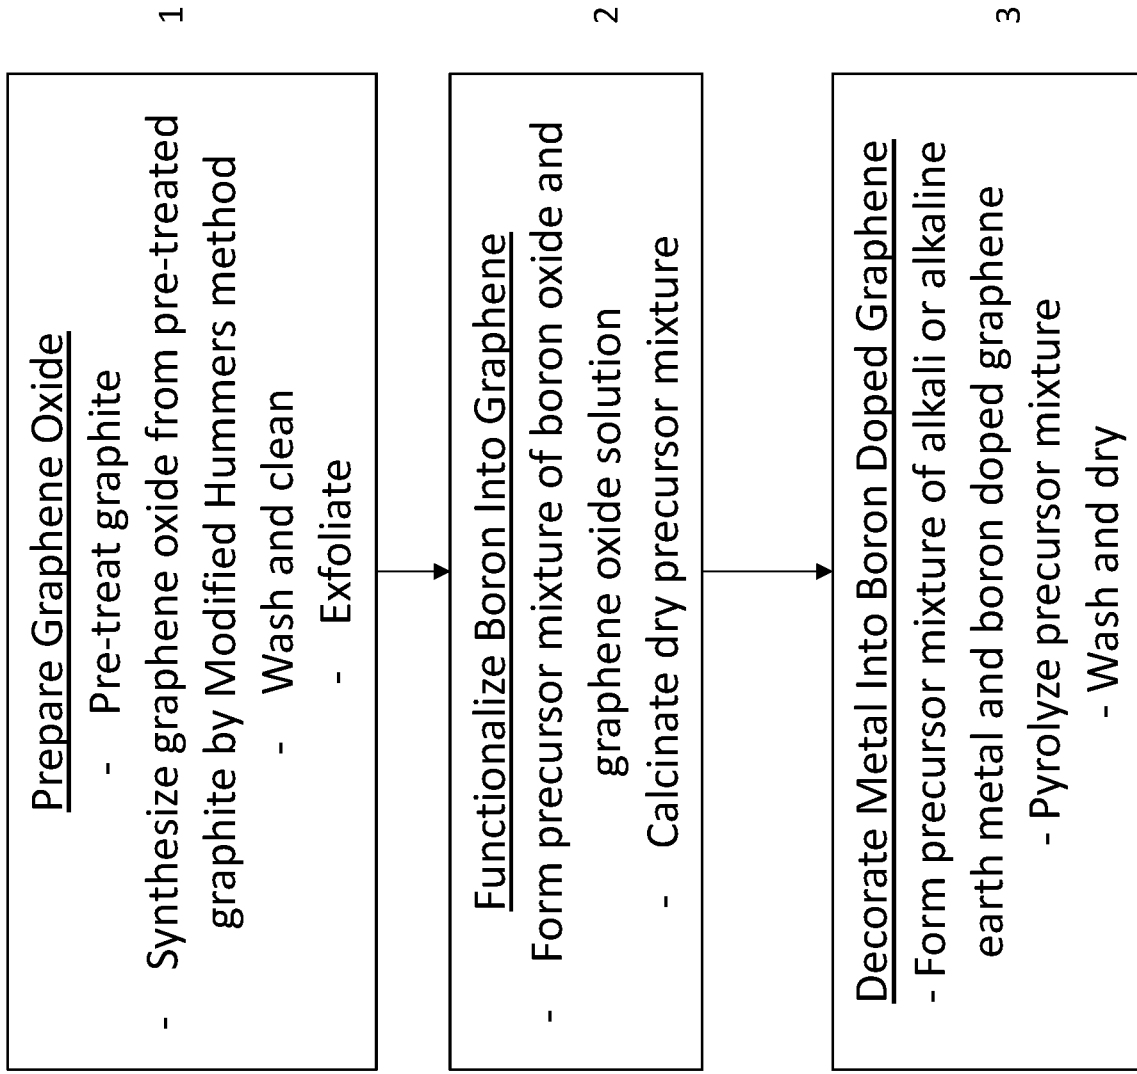 Prepare Graphene Oxide
- Pre-treat graphite
- Synthesize graphene oxide from pre-treated
graphite by Modified Hummers method
- Wash and clean
- Exfoliate
1
Functionalize Boron Into Graphene
- Form precursor mixture of boron oxide and
graphene oxide solution
- Calcinate dry precursor mixture
2
Decorate Metal Into Boron Doped Graphene
- Form precursor mixture of alkali or alkaline
earth metal and boron doped graphene
- Pyrolyze precursor mixture
- Wash and dry
3